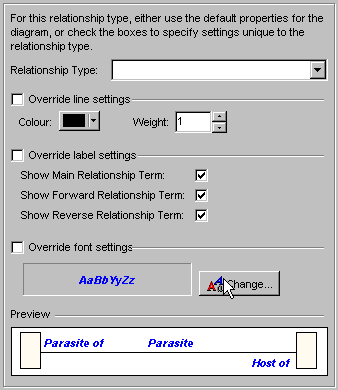 For this relationship type, either use the default properties for the
diagram, or check the boxes to specify settings unique to the
relationship type.
Relationship Type:
Override line settings
Colour: Weight: 1
Override label settings
Show Main Relationship Term:
Show Forward Relationship Term:
Show Reverse Relationship Term:
Override font settings
AaBbYyZz Change...
Preview
Parasite of Parasite
Host of